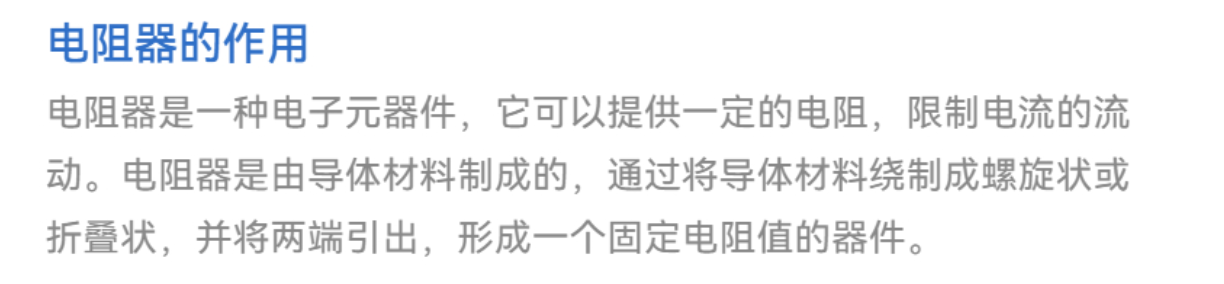 电阻器的作用
电阻器是一种电子元器件，它可以提供一定的电阻，限制电流的流
动。电阻器是由导体材料制成的，通过将导体材料绕制成螺旋状或
折叠状，并将两端引出，形成一个固定电阻值的器件。